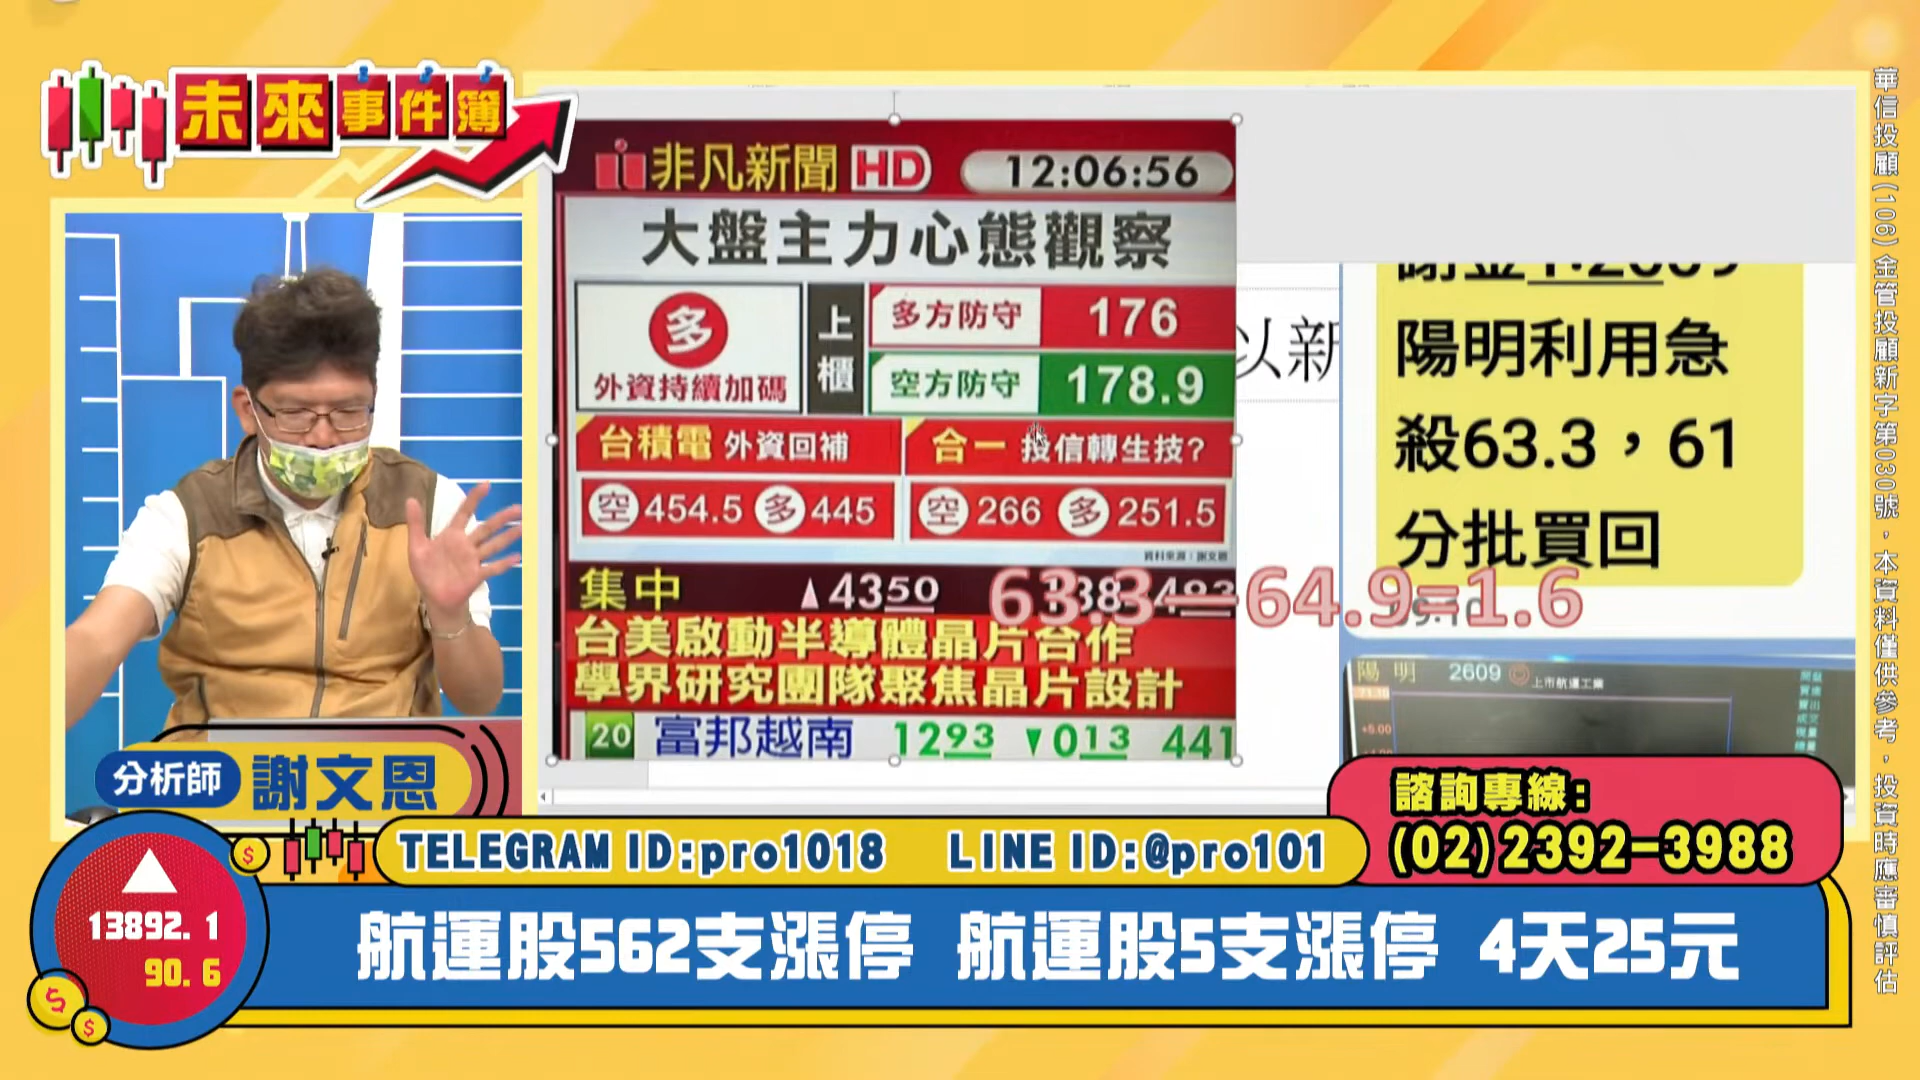 未來事件簿
非凡新聞 HD 12:06:56
大盤主力心態觀察
多
外資持續加碼
上櫃
多方防守 176
空方防守 178.9
台積電 外資回補
合一 投信轉生技?
空 454.5 多 445
空 266 多 251.5
集中 ▲4350
台美啟動半導體晶片合作
學界研究團隊聚焦晶片設計
20 富邦越南 1293 ▼013 441
以新
陽明利用急
殺63.3，61
分批買回
63.3-64.9=1.6
陽明 2609 上市航運工業
分析師 謝文恩
諮詢專線:
(02)2392-3988
TELEGRAM ID:pro1018 LINE ID:@pro101
▲
13892.1
90.6
航運股562支漲停 航運股5支漲停 4天25元
華信投顧(106)金管投顧新字第030號，本資料僅供參考，投資時應審慎評估